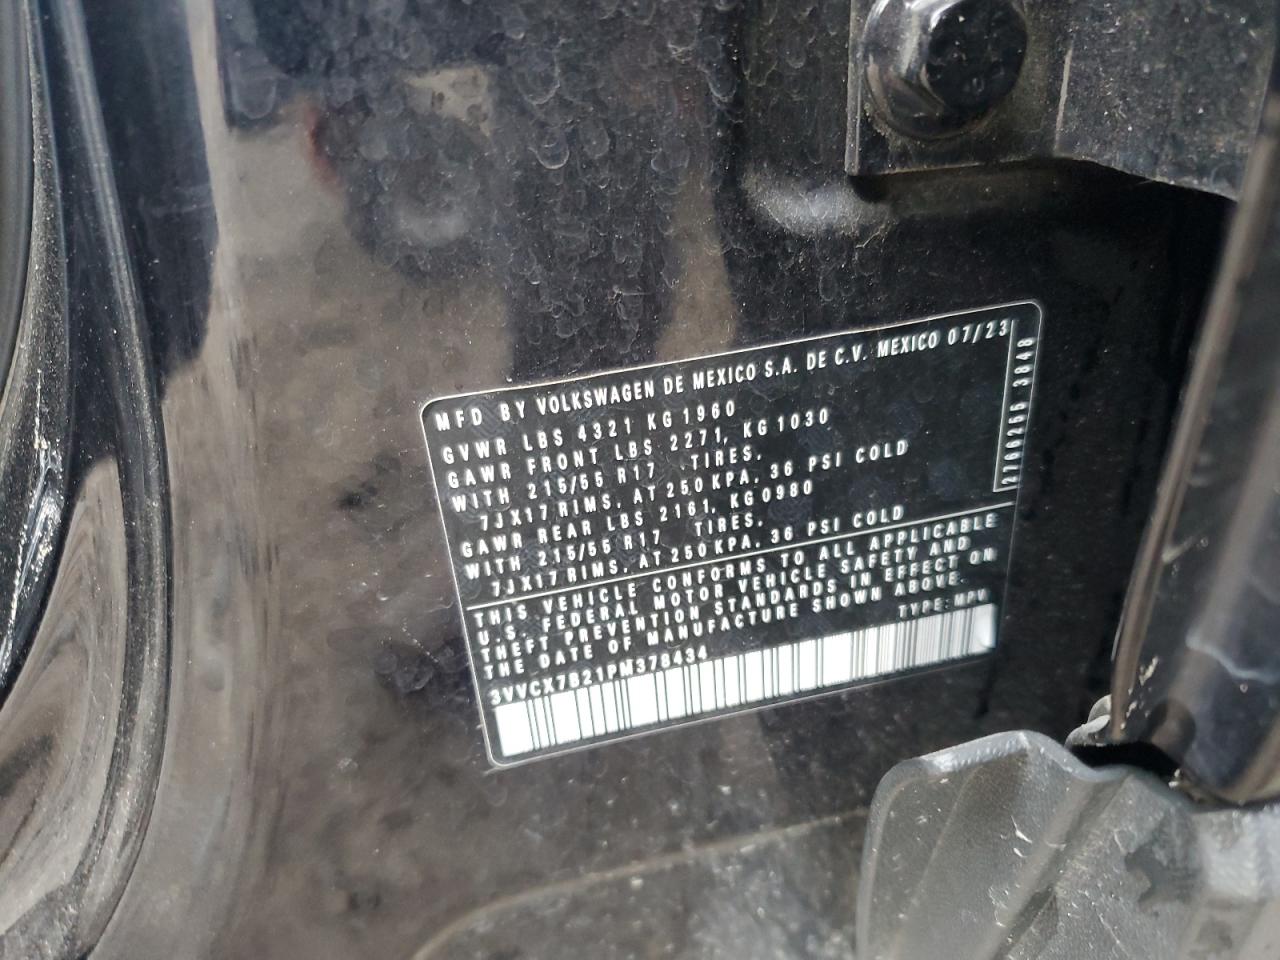 MFD BY VOLKSWAGEN DE MEXICO S.A. DE C.V. MEXICO 07/23
GVWR LBS 4321 KG 1960
GAWR FRONT LBS 2271, KG 1030
WITH 215/55 R17 TIRES,
7JX17 RIMS, AT 250 KPA, 36 PSI COLD
GAWR REAR LBS 2161, KG 0980
WITH 215/55 R17 TIRES,
7JX17 RIMS, AT 250 KPA, 36 PSI COLD
THIS VEHICLE CONFORMS TO ALL APPLICABLE
U.S. FEDERAL MOTOR VEHICLE SAFETY AND
THEFT PREVENTION STANDARDS IN EFFECT ON
THE DATE OF MANUFACTURE SHOWN ABOVE.
TYPE: MPV
3VVCX7B21PM378434
3848